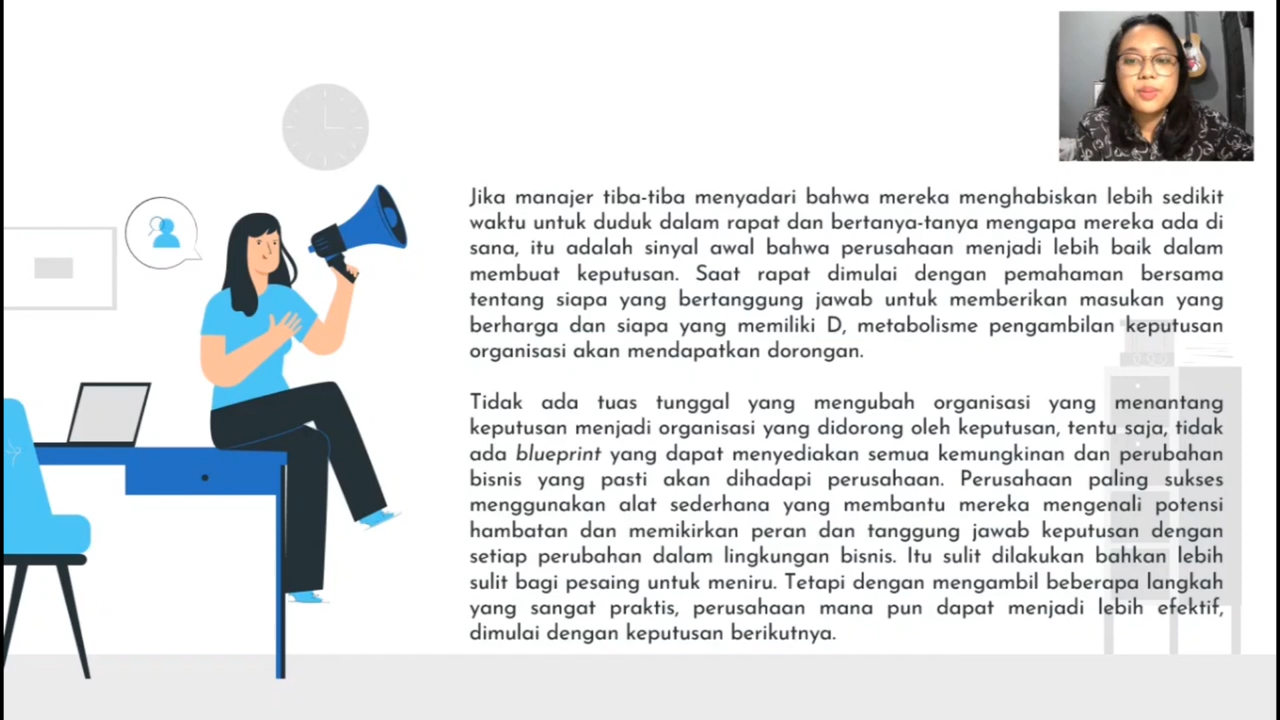 Jika manajer tiba-tiba menyadari bahwa mereka menghabiskan lebih sedikit
waktu untuk duduk dalam rapat dan bertanya-tanya mengapa mereka ada di
sana, itu adalah sinyal awal bahwa perusahaan menjadi lebih baik dalam
membuat keputusan. Saat rapat dimulai dengan pemahaman bersama
tentang siapa yang bertanggung jawab untuk memberikan masukan yang
berharga dan siapa yang memiliki D, metabolisme pengambilan keputusan
organisasi akan mendapatkan dorongan.
Tidak ada tuas tunggal yang mengubah organisasi yang menantang
keputusan menjadi organisasi yang didorong oleh keputusan, tentu saja, tidak
ada blueprint yang dapat menyediakan semua kemungkinan dan perubahan
bisnis yang pasti akan dihadapi perusahaan. Perusahaan paling sukses
menggunakan alat sederhana yang membantu mereka mengenali potensi
hambatan dan memikirkan peran dan tanggung jawab keputusan dengan
setiap perubahan dalam lingkungan bisnis. Itu sulit dilakukan bahkan lebih
sulit bagi pesaing untuk meniru. Tetapi dengan mengambil beberapa langkah
yang sangat praktis, perusahaan mana pun dapat menjadi lebih efektif,
dimulai dengan keputusan berikutnya.